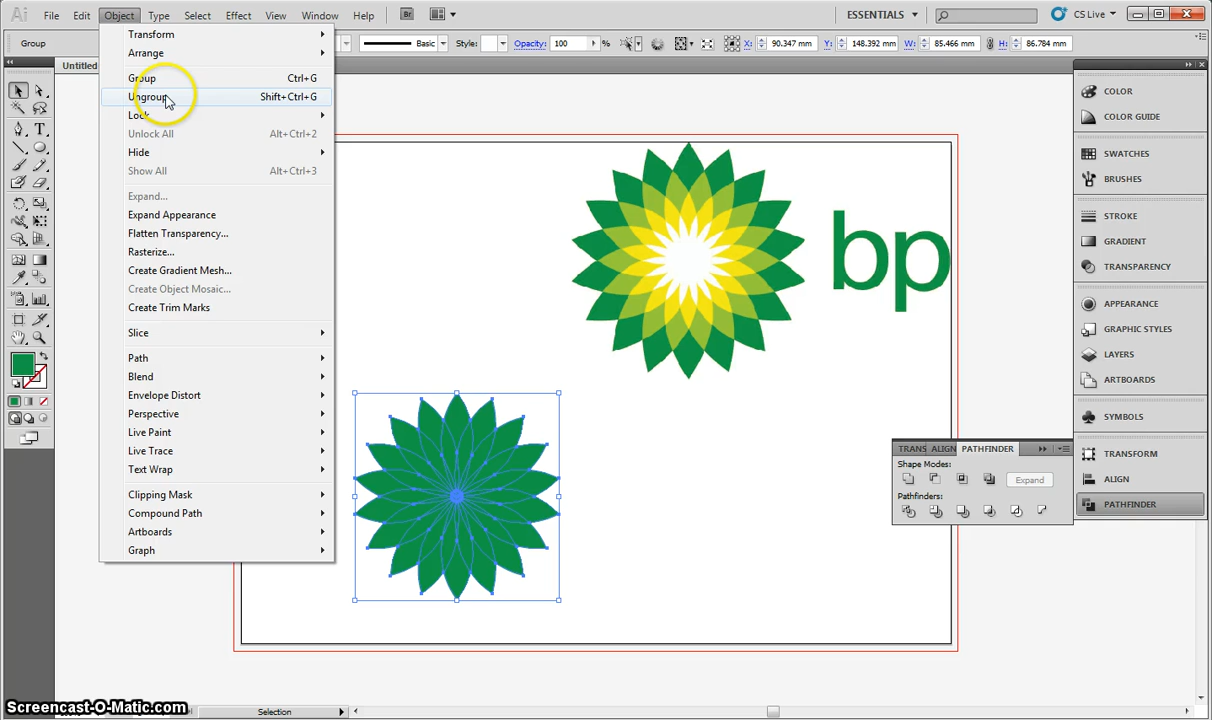 Ai File Edit Object Type Select Effect View Window Help Br ESSENTIALS CS Live
Group Basic Style: Opacity: 100 % X: 90.347 mm Y: 148.392 mm W: 85.466 mm H: 86.784 mm
Untitled
Transform
Arrange
Group Ctrl+G
Ungroup Shift+Ctrl+G
Lock
Unlock All Alt+Ctrl+2
Hide
Show All Alt+Ctrl+3
Expand...
Expand Appearance
Flatten Transparency...
Rasterize...
Create Gradient Mesh...
Create Object Mosaic...
Create Trim Marks
Slice
Path
Blend
Envelope Distort
Perspective
Live Paint
Live Trace
Text Wrap
Clipping Mask
Compound Path
Artboards
Graph
bp
COLOR
COLOR GUIDE
SWATCHES
BRUSHES
STROKE
GRADIENT
TRANSPARENCY
APPEARANCE
GRAPHIC STYLES
LAYERS
ARTBOARDS
SYMBOLS
TRANSFORM
ALIGN
PATHFINDER
TRANS ALIGN PATHFINDER
Shape Modes:
Expand
Pathfinders:
Screencast-O-Matic.com
Selection